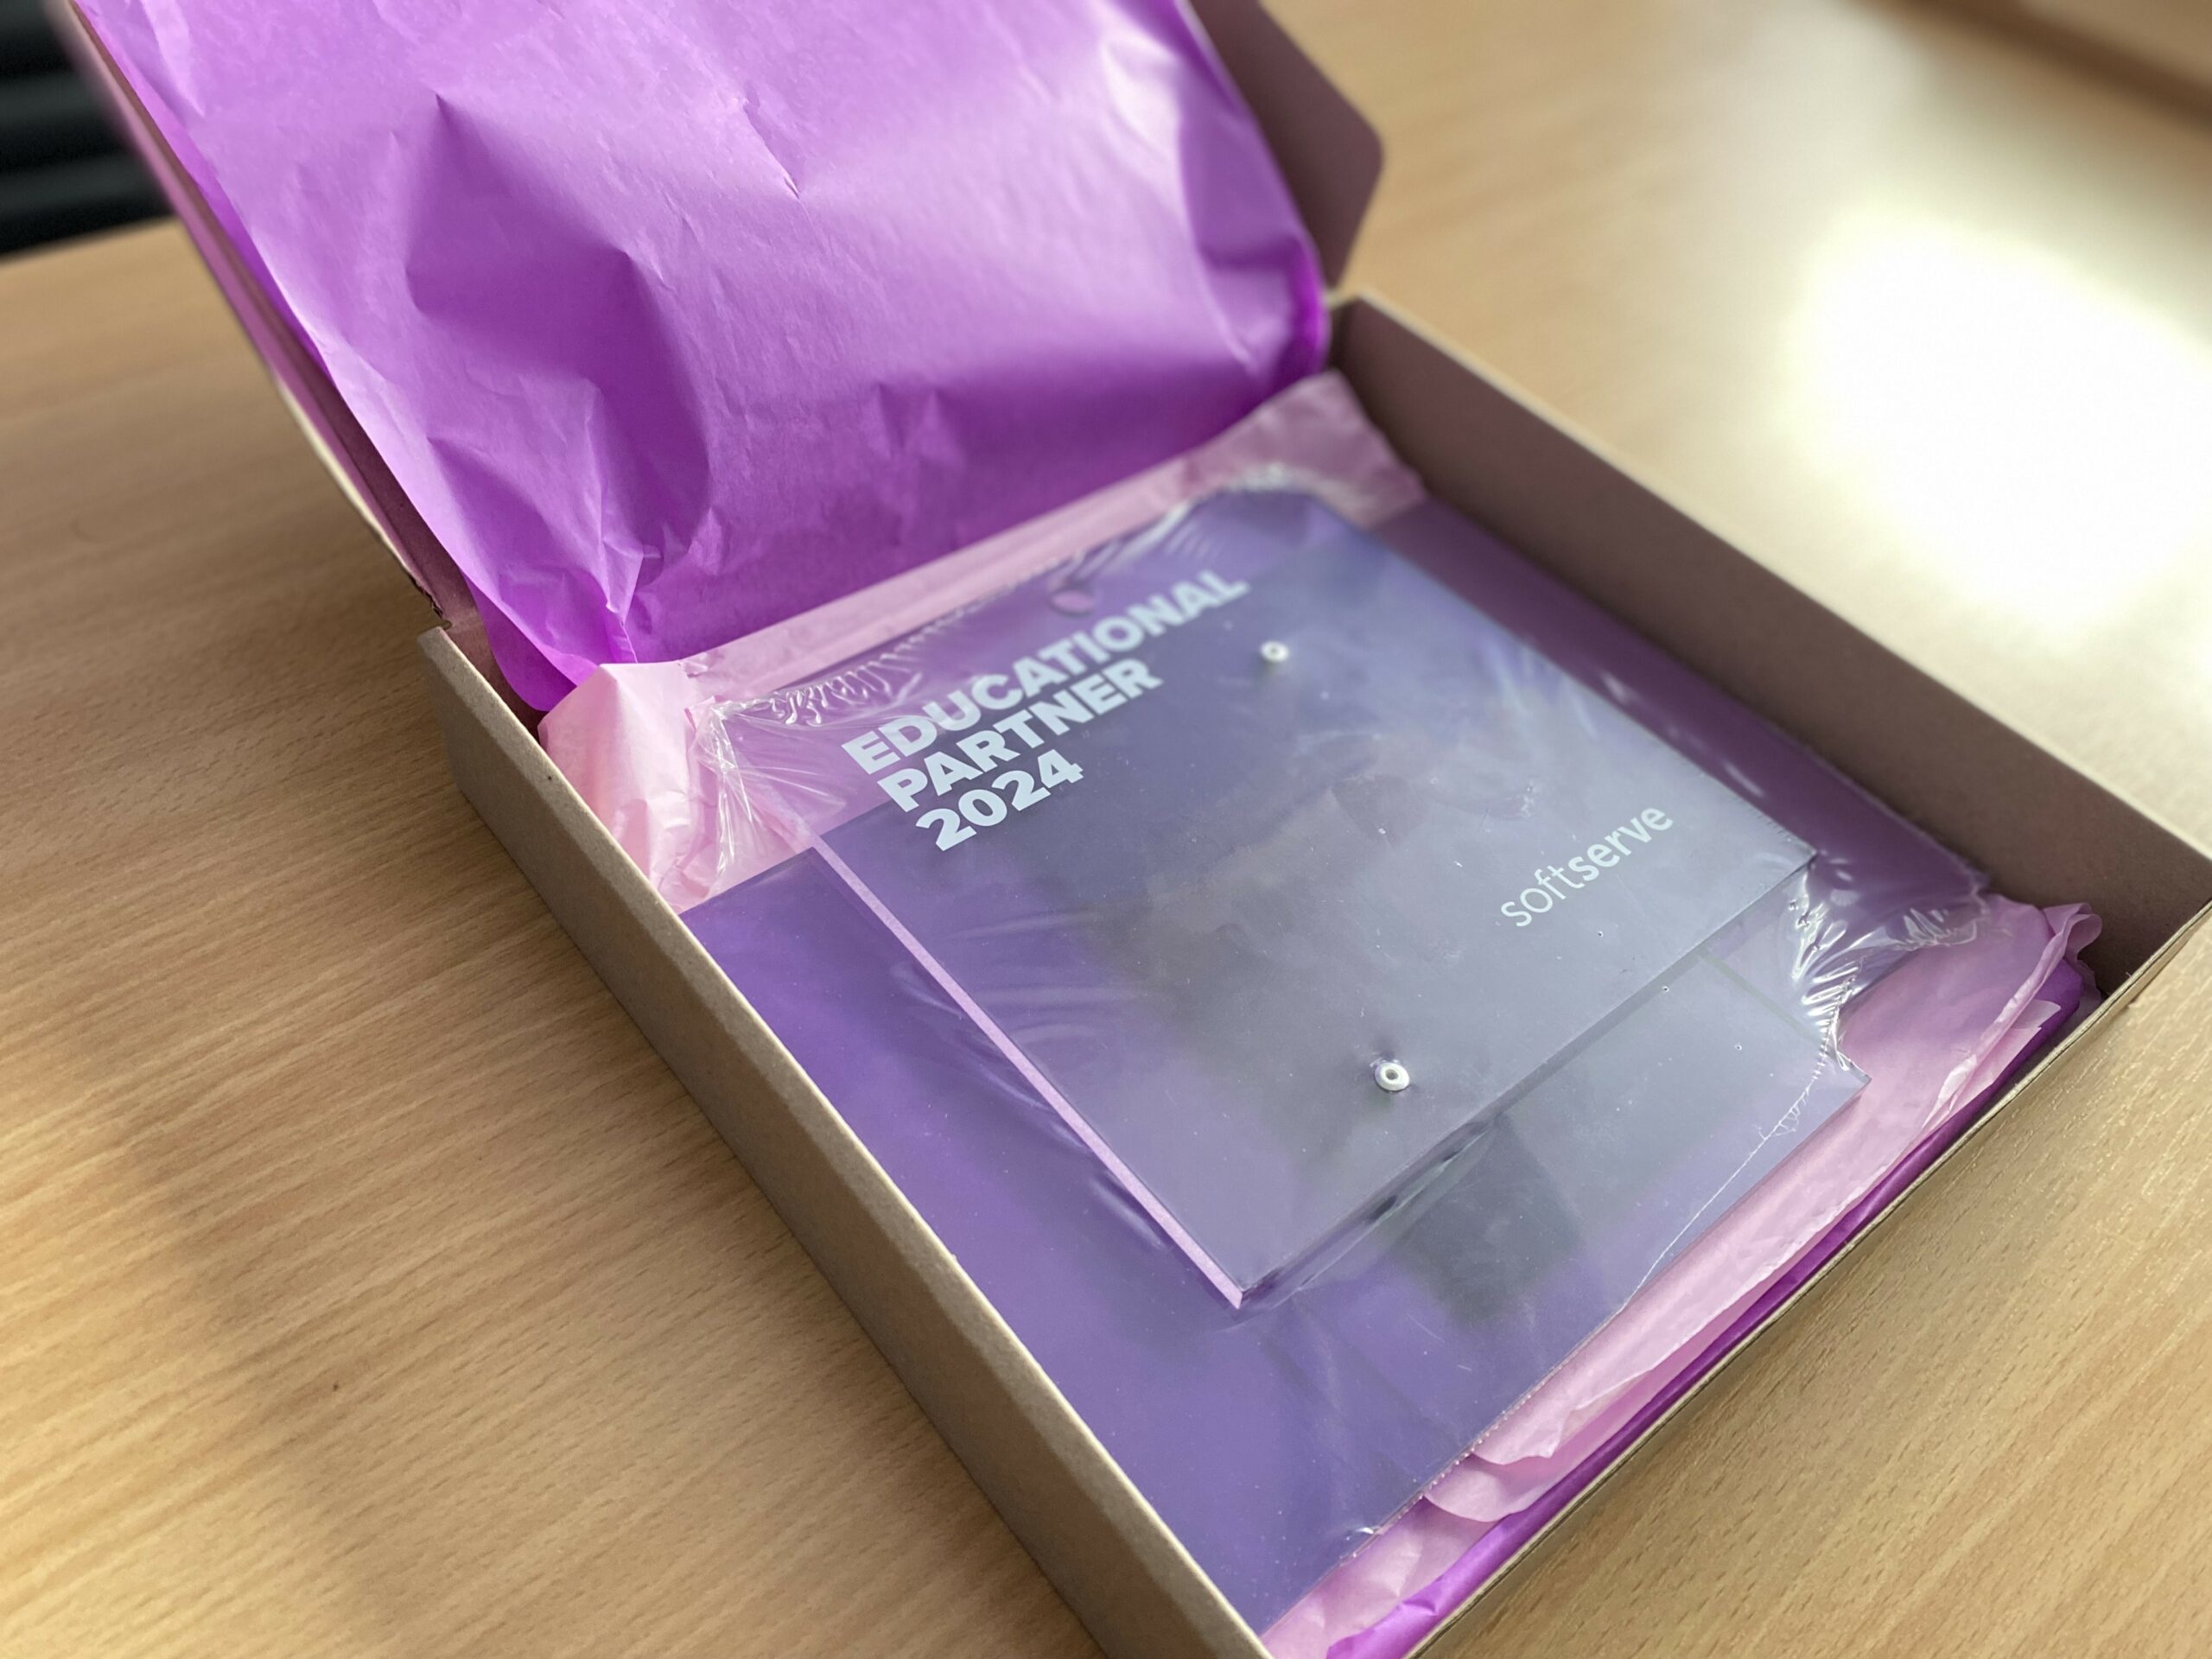 EDUCATIONAL
PARTNER
2024
softserve